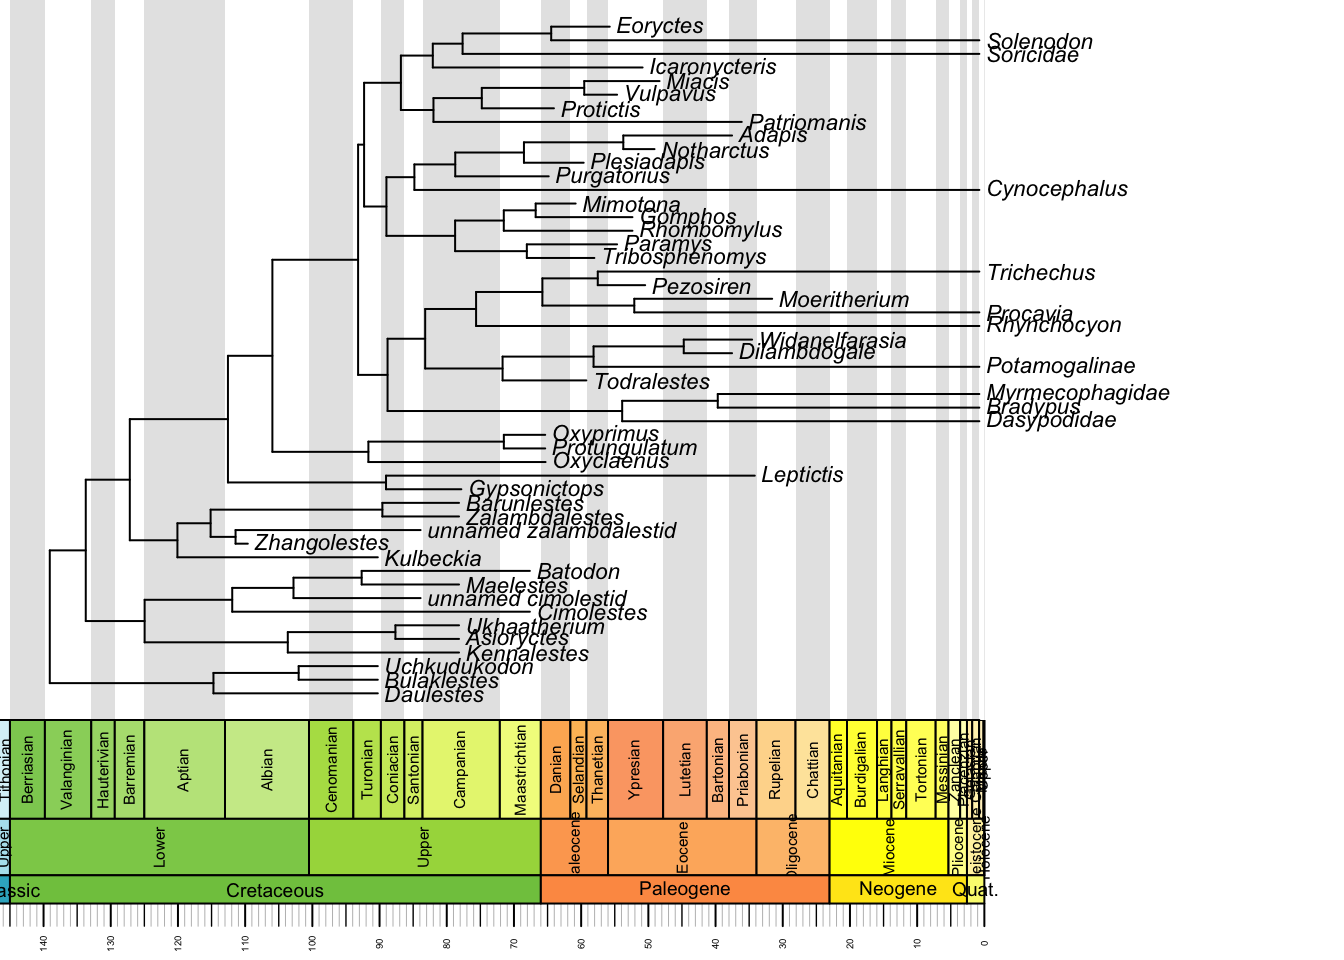 Eoryctes
Solenodon
Soricidae
Icaronycteris
Miacis
Vulpavus
Protictis
Patriomanis
Adapis
Notharctus
Plesiadapis
Purgatorius
Cynocephalus
Mimotona
Gomphos
Rhombomylus
Paramys
Tribosphenomys
Trichechus
Pezosiren
Moeritherium
Procavia
Rhynchocyon
Widanelfarasia
Dilambdogale
Potamogalinae
Todralestes
Myrmecophagidae
Bradypus
Dasypodidae
Oxyprimus
Protungulatum
Oxyclaenus
Leptictis
Gypsonictops
Barunlestes
Zalambdalestes
unnamed zalambdalestid
Zhangolestes
Kulbeckia
Batodon
Maelestes
unnamed cimolestid
Cimolestes
Ukhaatherium
Asioryctes
Kennalestes
Uchkudukodon
Bulaklestes
Daulestes
Tithonian Berriasian Valanginian Hauterivian Barremian Aptian Albian Cenomanian Turonian Coniacian Santonian Campanian Maastrichtian Danian Selandian Thanetian Ypresian Lutetian Bartonian Priabonian Rupelian Chattian Aquitanian Burdigalian Langhian Serravallian Tortonian Messinian Zanclean
Upper Lower Upper aleocene Eocene Oligocene Miocene Pliocene eistocene Holocene
assic Cretaceous Paleogene Neogene Quat.
140 130 120 110 100 90 80 70 60 50 40 30 20 10 0